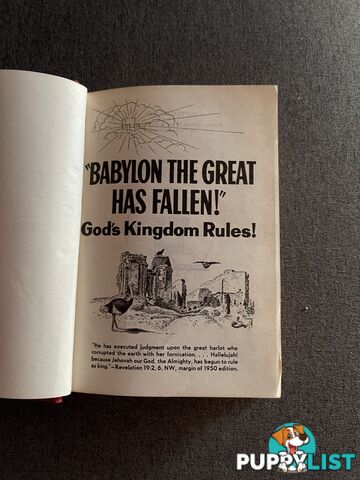 "BABYLON THE GREAT
HAS FALLEN!"
God's Kingdom Rules!
"He has executed judgment upon the great harlot who
corrupted the earth with her fornication, . . . Hallelujah!
because Jehovah our God, the Almighty, has begun to rule
as king."—Revelation 19:2, 6, NW, margin of 1950 edition.
PUPPYLIST